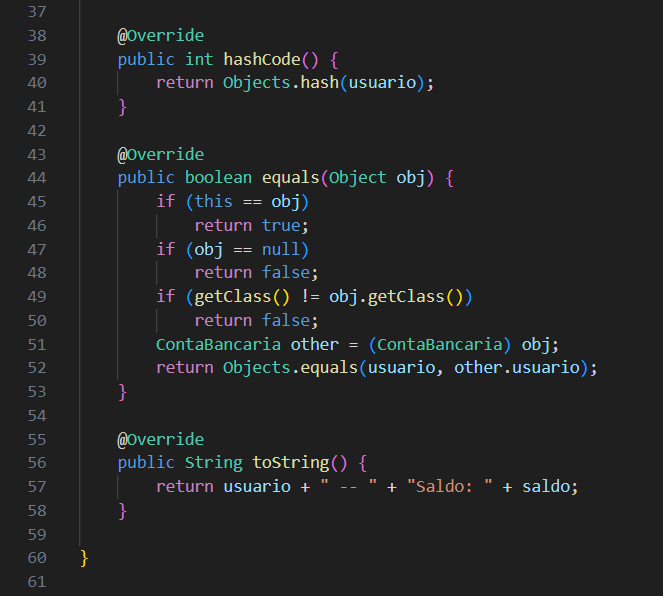 37
38 @Override
39 public int hashCode() {
40 return Objects.hash(usuario);
41 }
42
43 @Override
44 public boolean equals(Object obj) {
45 if (this == obj)
46 return true;
47 if (obj == null)
48 return false;
49 if (getClass() != obj.getClass())
50 return false;
51 ContaBancaria other = (ContaBancaria) obj;
52 return Objects.equals(usuario, other.usuario);
53 }
54
55 @Override
56 public String toString() {
57 return usuario + " -- " + "Saldo: " + saldo;
58 }
59
60 }
61